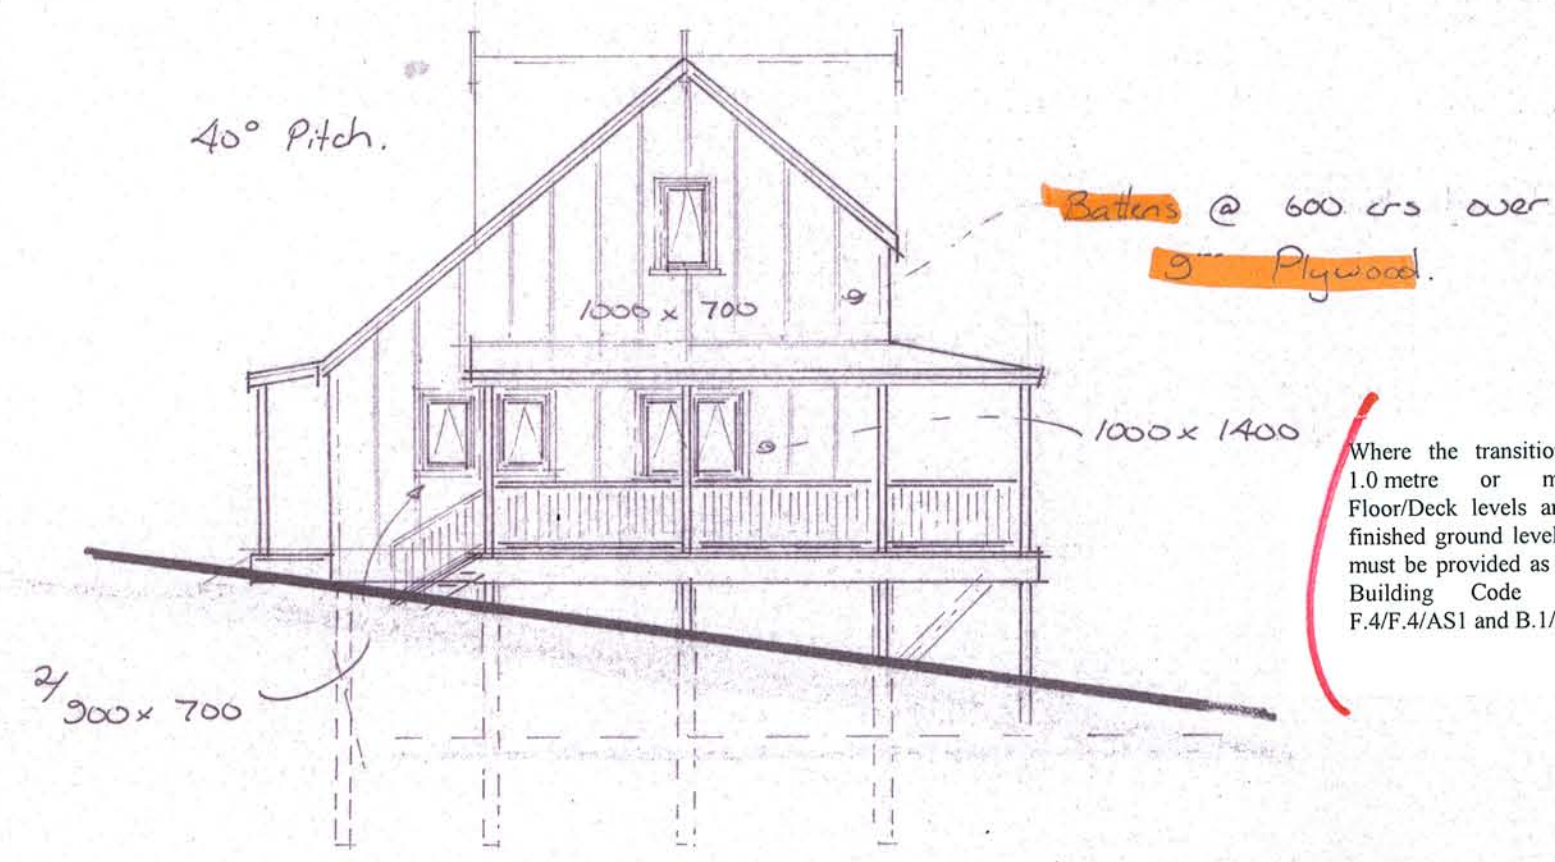 40° Pitch.
Battens @ 600 crs over
9mm Plywood.
1000 x 700
1000 x 1400
Where the transition
1.0 metre or m
Floor/Deck levels an
finished ground level
must be provided as
Building Code
F.4/F.4/AS1 and B.1/
2/
900 x 700